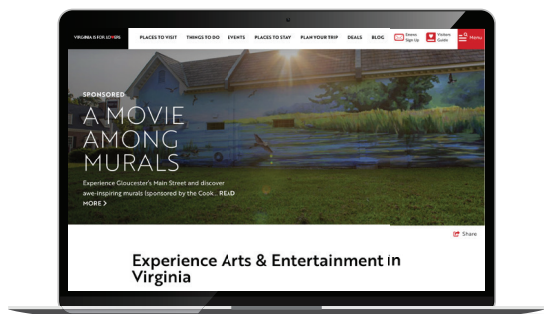 VIRGINIA IS FOR LOVERS
PLACES TO VISIT THINGS TO DO EVENTS PLACES TO STAY PLAN YOUR TRIP DEALS BLOG
Enews
Sign Up
Visitors
Guide
Menu
SPONSORED
A MOVIE
AMONG
MURALS
Experience Gloucester's Main Street and discover
awe-inspiring murals (sponsored by the Cook... READ
MORE >
Share
Experience Arts & Entertainment in
Virginia